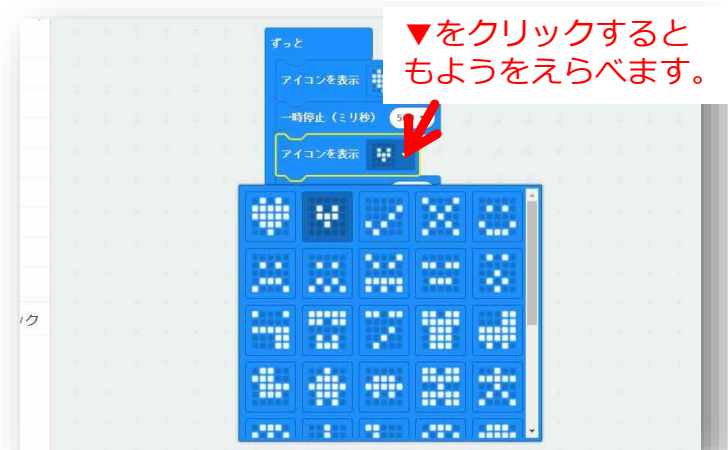 ずっと
▼をクリックすると
もようをえらべます。
アイコンを表示
一時停止（ミリ秒）
アイコンを表示
ック